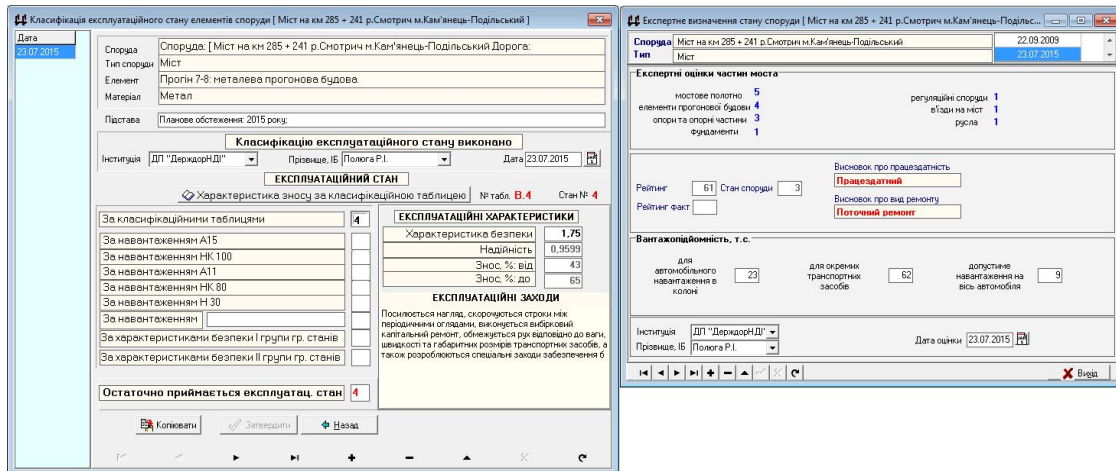 Класифікація експлуатаційного стану елементів споруди [ Міст на км 285 + 241 р.Смотрич м.Кам'янець-Подільський ]
Дата
23.07.2015
Споруда Споруда: [ Міст на км 285 + 241 р.Смотрич м.Кам'янець-Подільський Дорога:
Тип споруди Міст
Елемент Прогін 7-8: металева прогонова будова
Матеріал Метал
Підстава Планове обстеження: 2015 року;
Класифікацію експлуатаційного стану виконано
Інституція ДП "ДерждорНДІ" Прізвище, ІБ Полюга Р.І. Дата 23.07.2015
ЕКСПЛУАТАЦІЙНИЙ СТАН
Характеристика зносу за класифікаційною таблицею № табл. В.4 Стан № 4
За класифікаційними таблицями 4
За навантаженням А15
За навантаженням НК 100
За навантаженням А11
За навантаженням НК 80
За навантаженням Н 30
За навантаженням
За характеристиками безпеки І групи гр. станів
За характеристиками безпеки ІІ групи гр. станів
Остаточно приймається експлуатац. стан 4
ЕКСПЛУАТАЦІЙНІ ХАРАКТЕРИСТИКИ
Характеристика безпеки 1,75
Надійність 0,9599
Знос, %: від 43
Знос, %: до 65
ЕКСПЛУАТАЦІЙНІ ЗАХОДИ
Посилюється нагляд, скорочуються строки між
періодичними оглядами, виконується вибірковий
капітальний ремонт, обмежується рух відповідно до ваги,
швидкості та габаритних розмірів транспортних засобів, а
також розроблюються спеціальні заходи забезпечення б
Копіювати Затвердити Назад
Експертне визначення стану споруди [ Міст на км 285 + 241 р.Смотрич м.Кам'янець-Подільс...
Споруда Міст на км 285 + 241 р.Смотрич м.Кам'янець-Подільський 22.09.2009
Тип Міст 23.07.2015
Експертні оцінки частин моста
мостове полотно 5
елементи прогонової будови 4
опори та опорні частини 3
фундаменти 1
регуляційні споруди 1
в'їзди на міст 1
русла 1
Рейтинг 61 Стан споруди 3
Рейтинг факт
Висновок про працездатність
Працездатний
Висновок про вид ремонту
Поточний ремонт
Вантажопідйомність, т.с.
для
автомобільного
навантаження в
колоні
23
для окремих
транспортних
засобів
62
допустиме
навантаження на
вісь автомобіля
9
Інституція ДП "ДерждорНДІ"
Прізвище, ІБ Полюга Р.І.
Дата оцінки 23.07.2015
Вихід